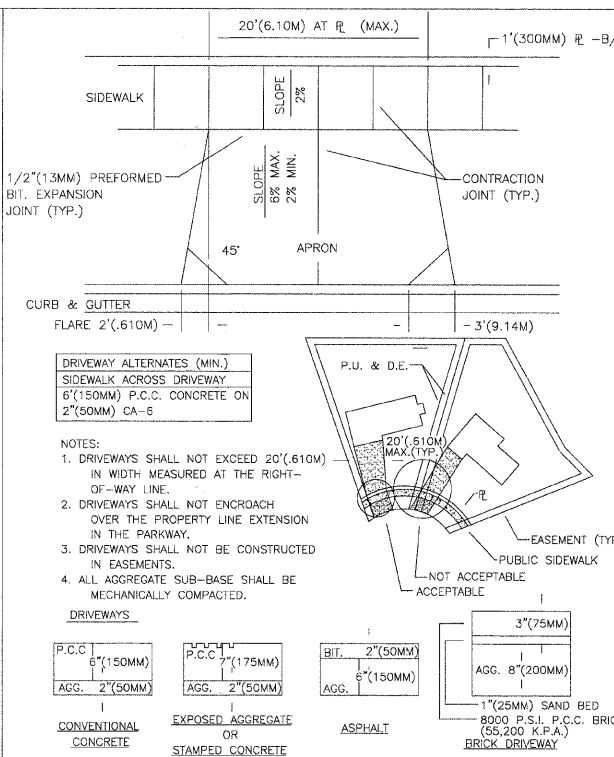 20'(6.10M) AT ℞ (MAX.)
1'(300MM) ℞ -B/
SIDEWALK
SLOPE
2%
1/2"(13MM) PREFORMED
BIT. EXPANSION
JOINT (TYP.)
SLOPE
6% MAX.
2% MIN.
CONTRACTION
JOINT (TYP.)
45°
APRON
CURB & GUTTER
FLARE 2'(.610M)
3'(9.14M)
DRIVEWAY ALTERNATES (MIN.)
SIDEWALK ACROSS DRIVEWAY
6'(150MM) P.C.C. CONCRETE ON
2"(50MM) CA-6
P.U. & D.E.
20'(.610M)
MAX.(TYP.)
℞
NOTES:
1. DRIVEWAYS SHALL NOT EXCEED 20'(.610M)
IN WIDTH MEASURED AT THE RIGHT-
OF-WAY LINE.
2. DRIVEWAYS SHALL NOT ENCROACH
OVER THE PROPERTY LINE EXTENSION
IN THE PARKWAY.
3. DRIVEWAYS SHALL NOT BE CONSTRUCTED
IN EASEMENTS.
4. ALL AGGREGATE SUB-BASE SHALL BE
MECHANICALLY COMPACTED.
EASEMENT (TYP
PUBLIC SIDEWALK
NOT ACCEPTABLE
ACCEPTABLE
DRIVEWAYS
P.C.C
6"(150MM)
AGG. 2"(50MM)
CONVENTIONAL
CONCRETE
P.C.C 7"(175MM)
AGG. 2"(50MM)
EXPOSED AGGREGATE
OR
STAMPED CONCRETE
BIT. 2"(50MM)
6"(150MM)
AGG.
ASPHALT
3"(75MM)
AGG. 8"(200MM)
1"(25MM) SAND BED
8000 P.S.I. P.C.C. BRIC
(55,200 K.P.A.)
BRICK DRIVEWAY